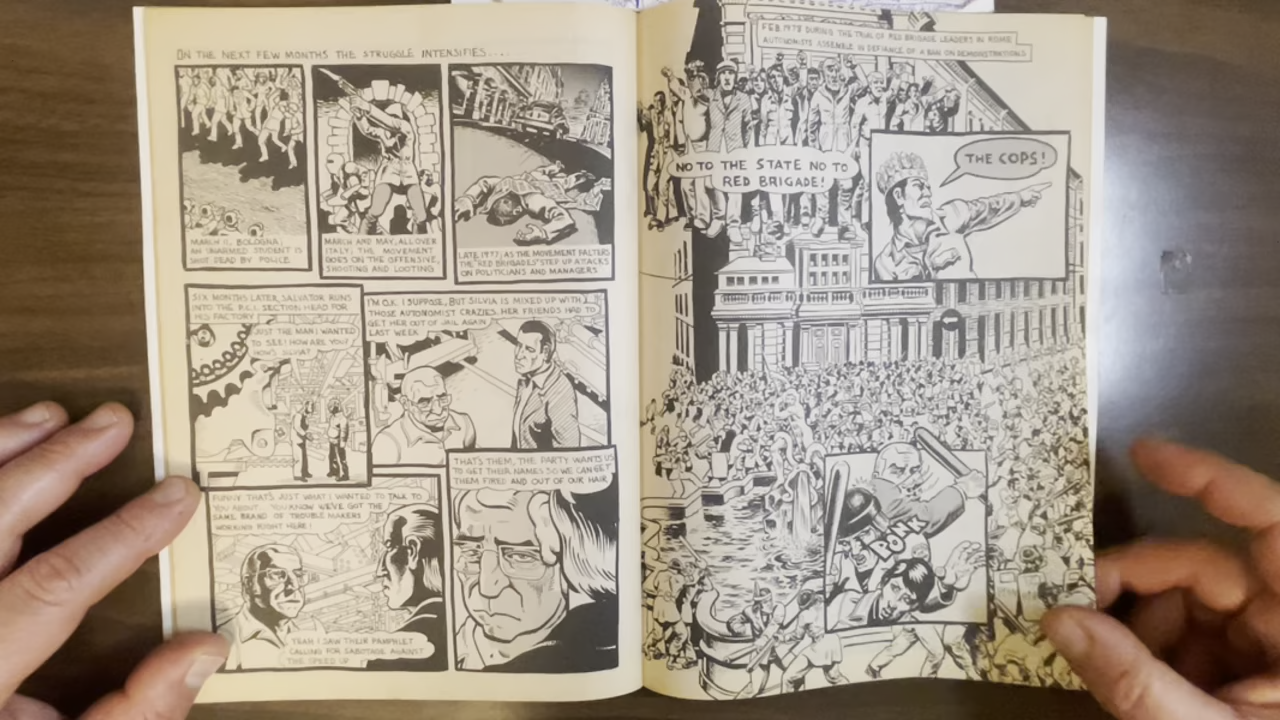 ON THE NEXT FEW MONTHS THE STRUGGLE INTENSIFIES....
MARCH 11, BOLOGNA:
AN UNARMED STUDENT IS
SHOT DEAD BY POLICE
MARCH AND MAY, ALL OVER
ITALY; THE MOVEMENT
GOES ON THE OFFENSIVE,
SHOOTING AND LOOTING
LATE 1977; AS THE MOVEMENT FALTERS
THE "RED BRIGADES" STEP UP ATTACKS
ON POLITICIANS AND MANAGERS
SIX MONTHS LATER, SALVATOR RUNS
INTO THE P.C.I. SECTION HEAD FOR
HIS FACTORY
JUST THE MAN I WANTED
TO SEE! HOW ARE YOU?
HOW'S SILVIA?
I'M O.K. I SUPPOSE, BUT SILVIA IS MIXED UP WITH
THOSE AUTONOMIST CRAZIES. HER FRIENDS HAD TO
GET HER OUT OF JAIL AGAIN
LAST WEEK
FUNNY THAT'S JUST WHAT I WANTED TO TALK TO
YOU ABOUT... YOU KNOW WE'VE GOT THE
SAME BRAND OF TROUBLE MAKERS
WORKING RIGHT HERE!
YEAH I SAW THEIR PAMPHLET
CALLING FOR SABOTAGE AGAINST
THE SPEED UP
THAT'S THEM, THE PARTY WANTS US
TO GET THEIR NAMES SO WE CAN GET
THEM FIRED AND OUT OF OUR HAIR
FEB. 1978 DURING THE TRIAL OF RED BRIGADE LEADERS IN ROME
AUTONOMISTS ASSEMBLE IN DEFIANCE OF A BAN ON DEMONSTRATIONS
NO TO THE STATE NO TO
RED BRIGADE!
THE COPS!
PONK